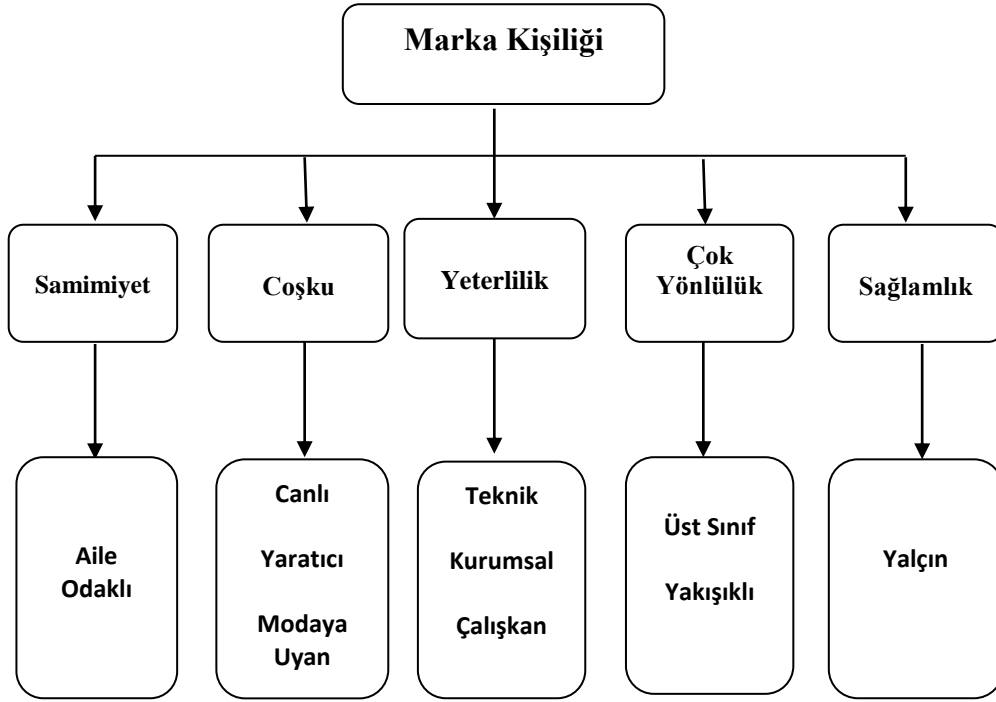 Marka Kişiliği
Samimiyet
Coşku
Yeterlilik
Çok
Yönlülük
Sağlamlık
Aile
Odaklı
Canlı
Yaratıcı
Modaya
Uyan
Teknik
Kurumsal
Çalışkan
Üst Sınıf
Yakışıklı
Yalçın